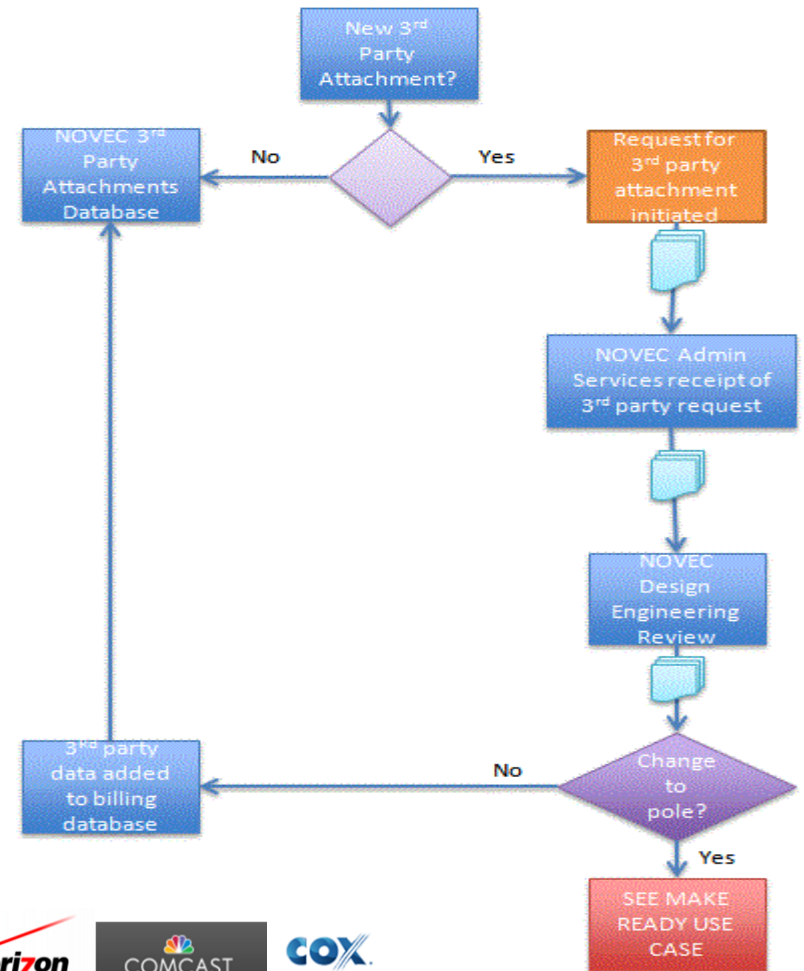 New 3rd
Party
Attachment?
NOVEC 3rd
Party
Attachments
Database
No
Yes
Request for
3rd party
attachment
initiated
NOVEC Admin
Services receipt of
3rd party request
NOVEC
Design
Engineering
Review
3Rd party
data added
to billing
database
No
Change
to
pole?
Yes
SEE MAKE
READY USE
CASE
rizon
COMCAST
COX.